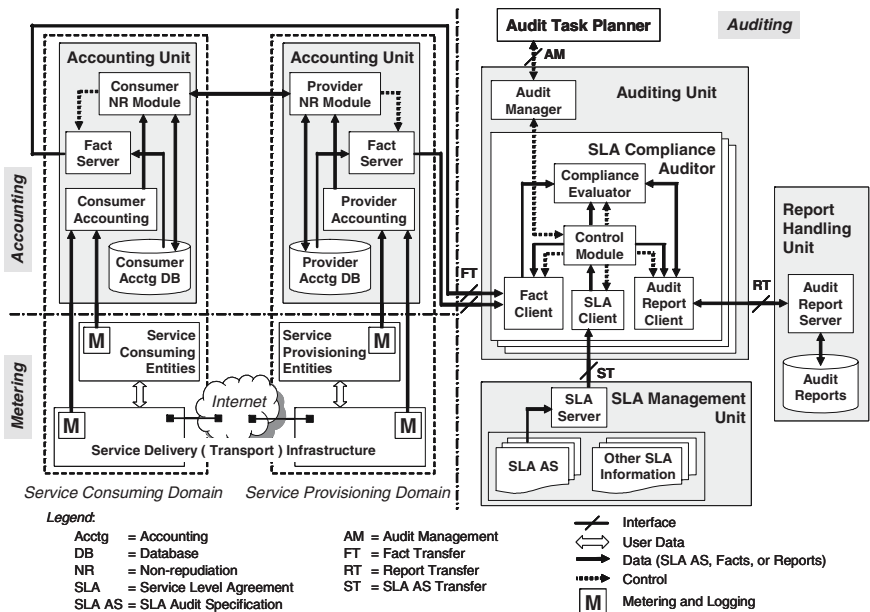 Audit Task Planner
Auditing
AM
Accounting Unit
Accounting Unit
Consumer
NR Module
Provider
NR Module
Fact
Server
Fact
Server
Consumer
Accounting
Provider
Accounting
Consumer
Acctg DB
Provider
Acctg DB
Accounting
Audit
Manager
Auditing Unit
SLA Compliance
Auditor
Compliance
Evaluator
Control
Module
Fact
Client
SLA
Client
Audit
Report
Client
FT
RT
Report
Handling
Unit
Audit
Report
Server
Audit
Reports
ST
SLA
Server
SLA Management
Unit
SLA AS
Other SLA
Information
Metering
M
Service
Consuming
Entities
Service
Provisioning
Entities
M
Internet
M
M
Service Delivery ( Transport ) Infrastructure
Service Consuming Domain
Service Provisioning Domain
Legend:
Acctg = Accounting
DB = Database
NR = Non-repudiation
SLA = Service Level Agreement
SLA AS = SLA Audit Specification
AM = Audit Management
FT = Fact Transfer
RT = Report Transfer
ST = SLA AS Transfer
Interface
User Data
Data (SLA AS, Facts, or Reports)
Control
M Metering and Logging